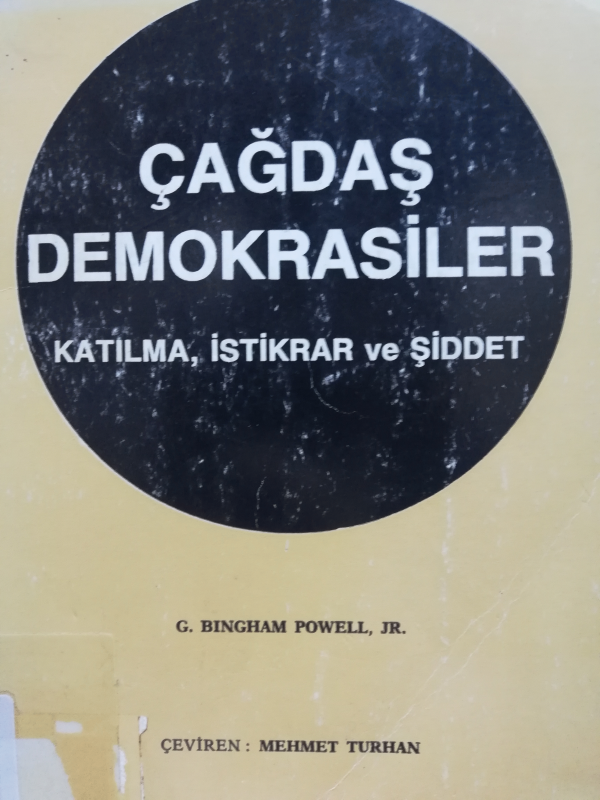 ÇAĞDAŞ
DEMOKRASİLER
KATILMA, İSTİKRAR ve ŞİDDET
G. BINGHAM POWELL, JR.
ÇEVİREN : MEHMET TURHAN